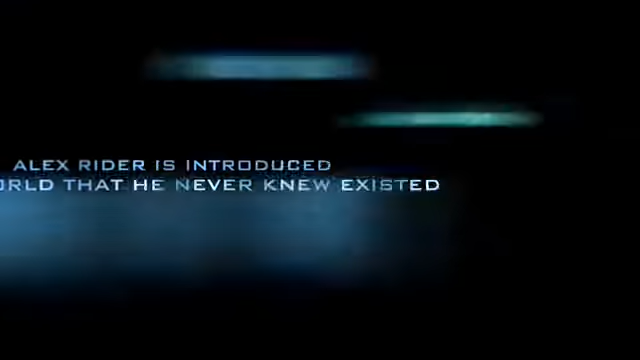 ALEX RIDER IS INTRODUCED
THAT HE NEVER KNEW EXISTED